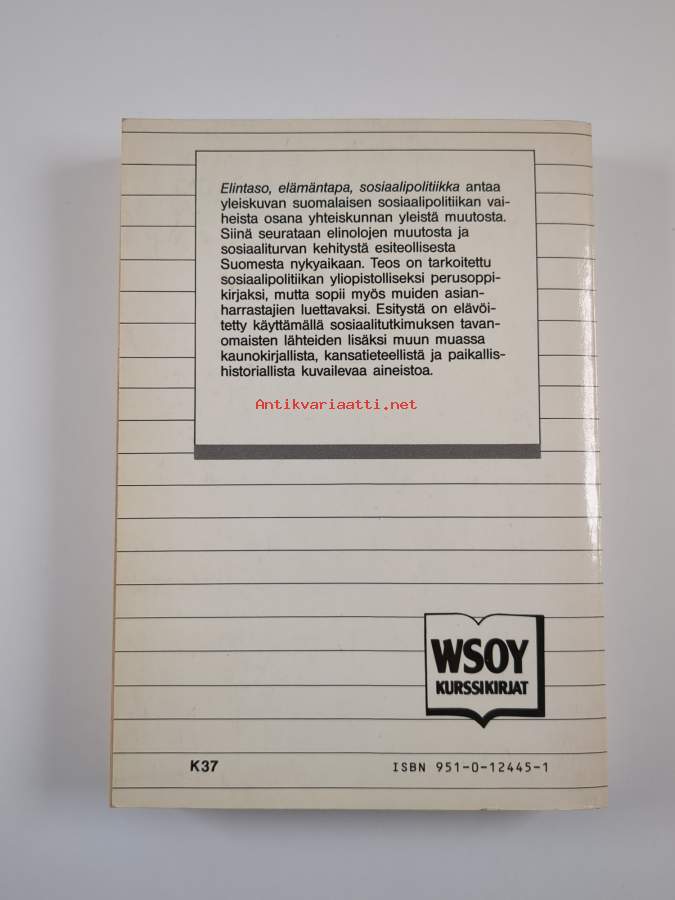 Elintaso, elämäntapa, sosiaalipolitiikka antaa
yleiskuvan suomalaisen sosiaalipolitiikan vai-
heista osana yhteiskunnan yleistä muutosta.
Siinä seurataan elinolojen muutosta ja
sosiaaliturvan kehitystä esiteollisesta
Suomesta nykyaikaan. Teos on tarkoitettu
sosiaalipolitiikan yliopistolliseksi perusoppi-
kirjaksi, mutta sopii myös muiden asian-
harrastajien luettavaksi. Esitystä on elävöi-
tetty käyttämällä sosiaalitutkimuksen tavan-
omaisten lähteiden lisäksi muun muassa
kaunokirjallista, kansatieteellistä ja paikallis-
historiallista kuvailevaa aineistoa.
Antikvariaatti.net
WSOY
KURSSIKIRJAT
K37
ISBN 951-0-12445-1